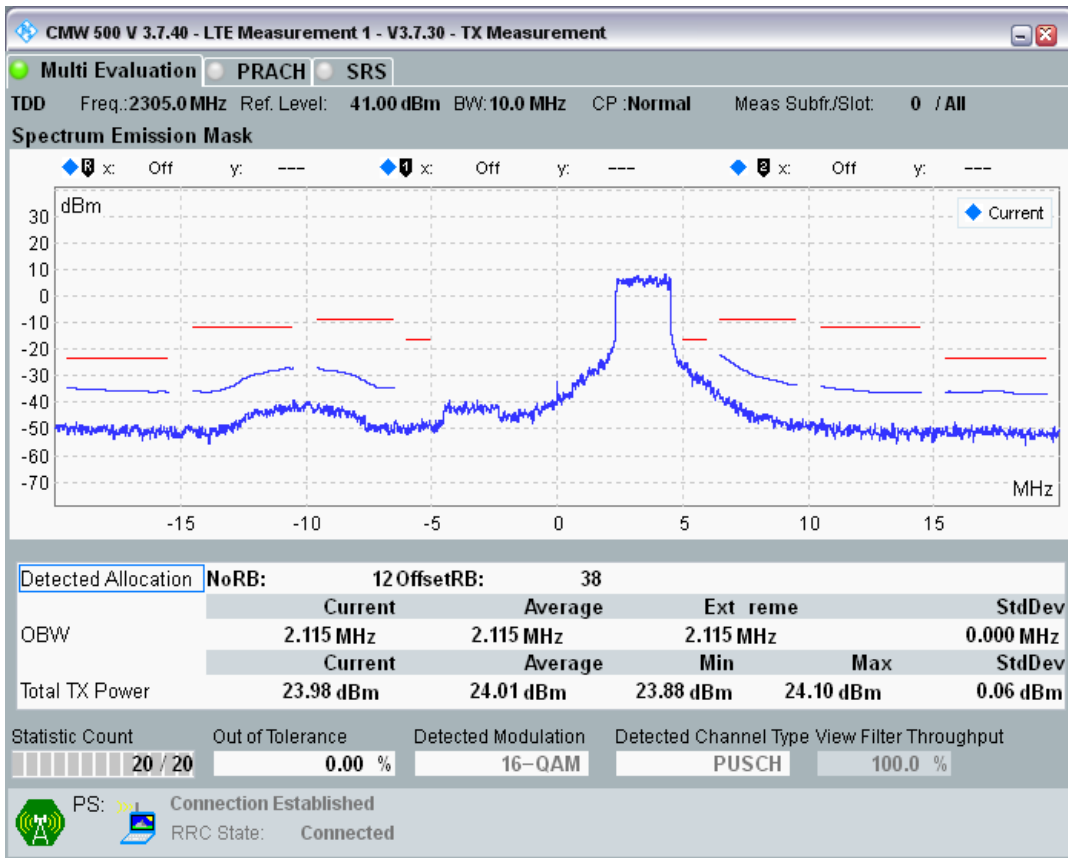 CMW 500 V 3.7.40 - LTE Measurement 1 - V3.7.30 - TX Measurement
Multi Evaluation PRACH SRS
TDD Freq.:2305.0 MHz Ref. Level: 41.00 dBm BW:10.0 MHz CP :Normal Meas Subfr./Slot: 0 / All
Spectrum Emission Mask
R x: Off y: --- 1 x: Off y: --- 2 x: Off y: ---
dBm
Current
30
20
10
0
-10
-20
-30
-40
-50
-60
-70
MHz
-15 -10 -5 0 5 10 15
Detected Allocation NoRB: 12 OffsetRB: 38
Current Average Ext reme StdDev
OBW 2.115 MHz 2.115 MHz 2.115 MHz 0.000 MHz
Current Average Min Max StdDev
Total TX Power 23.98 dBm 24.01 dBm 23.88 dBm 24.10 dBm 0.06 dBm
Statistic Count Out of Tolerance Detected Modulation Detected Channel Type View Filter Throughput
20 / 20 0.00 % 16-QAM PUSCH 100.0 %
PS: Connection Established
RRC State: Connected